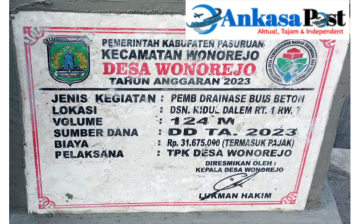 Ankasa Post
Aktual, Tajam & Independent
PEMERINTAH KABUPATEN PASURUAN
KECAMATAN WONOREJO
DESA WONOREJO
TAHUN ANGGARAN 2023
JENIS KEGIATAN : PEMB DRAINASE BUIS BETON
LOKASI : DSN. KIDUL DALEM RT. 1 RW.
VOLUME : 124 M
SUMBER DANA : DD TA. 2023
BIAYA : Rp. 31.675.000 (TERMASUK PAJAK)
PELAKSANA : TPK DESA WONOREJO
DIRESMIKAN OLEH
KEPALA DESA WONOREJO
LUKMAN HAKIM